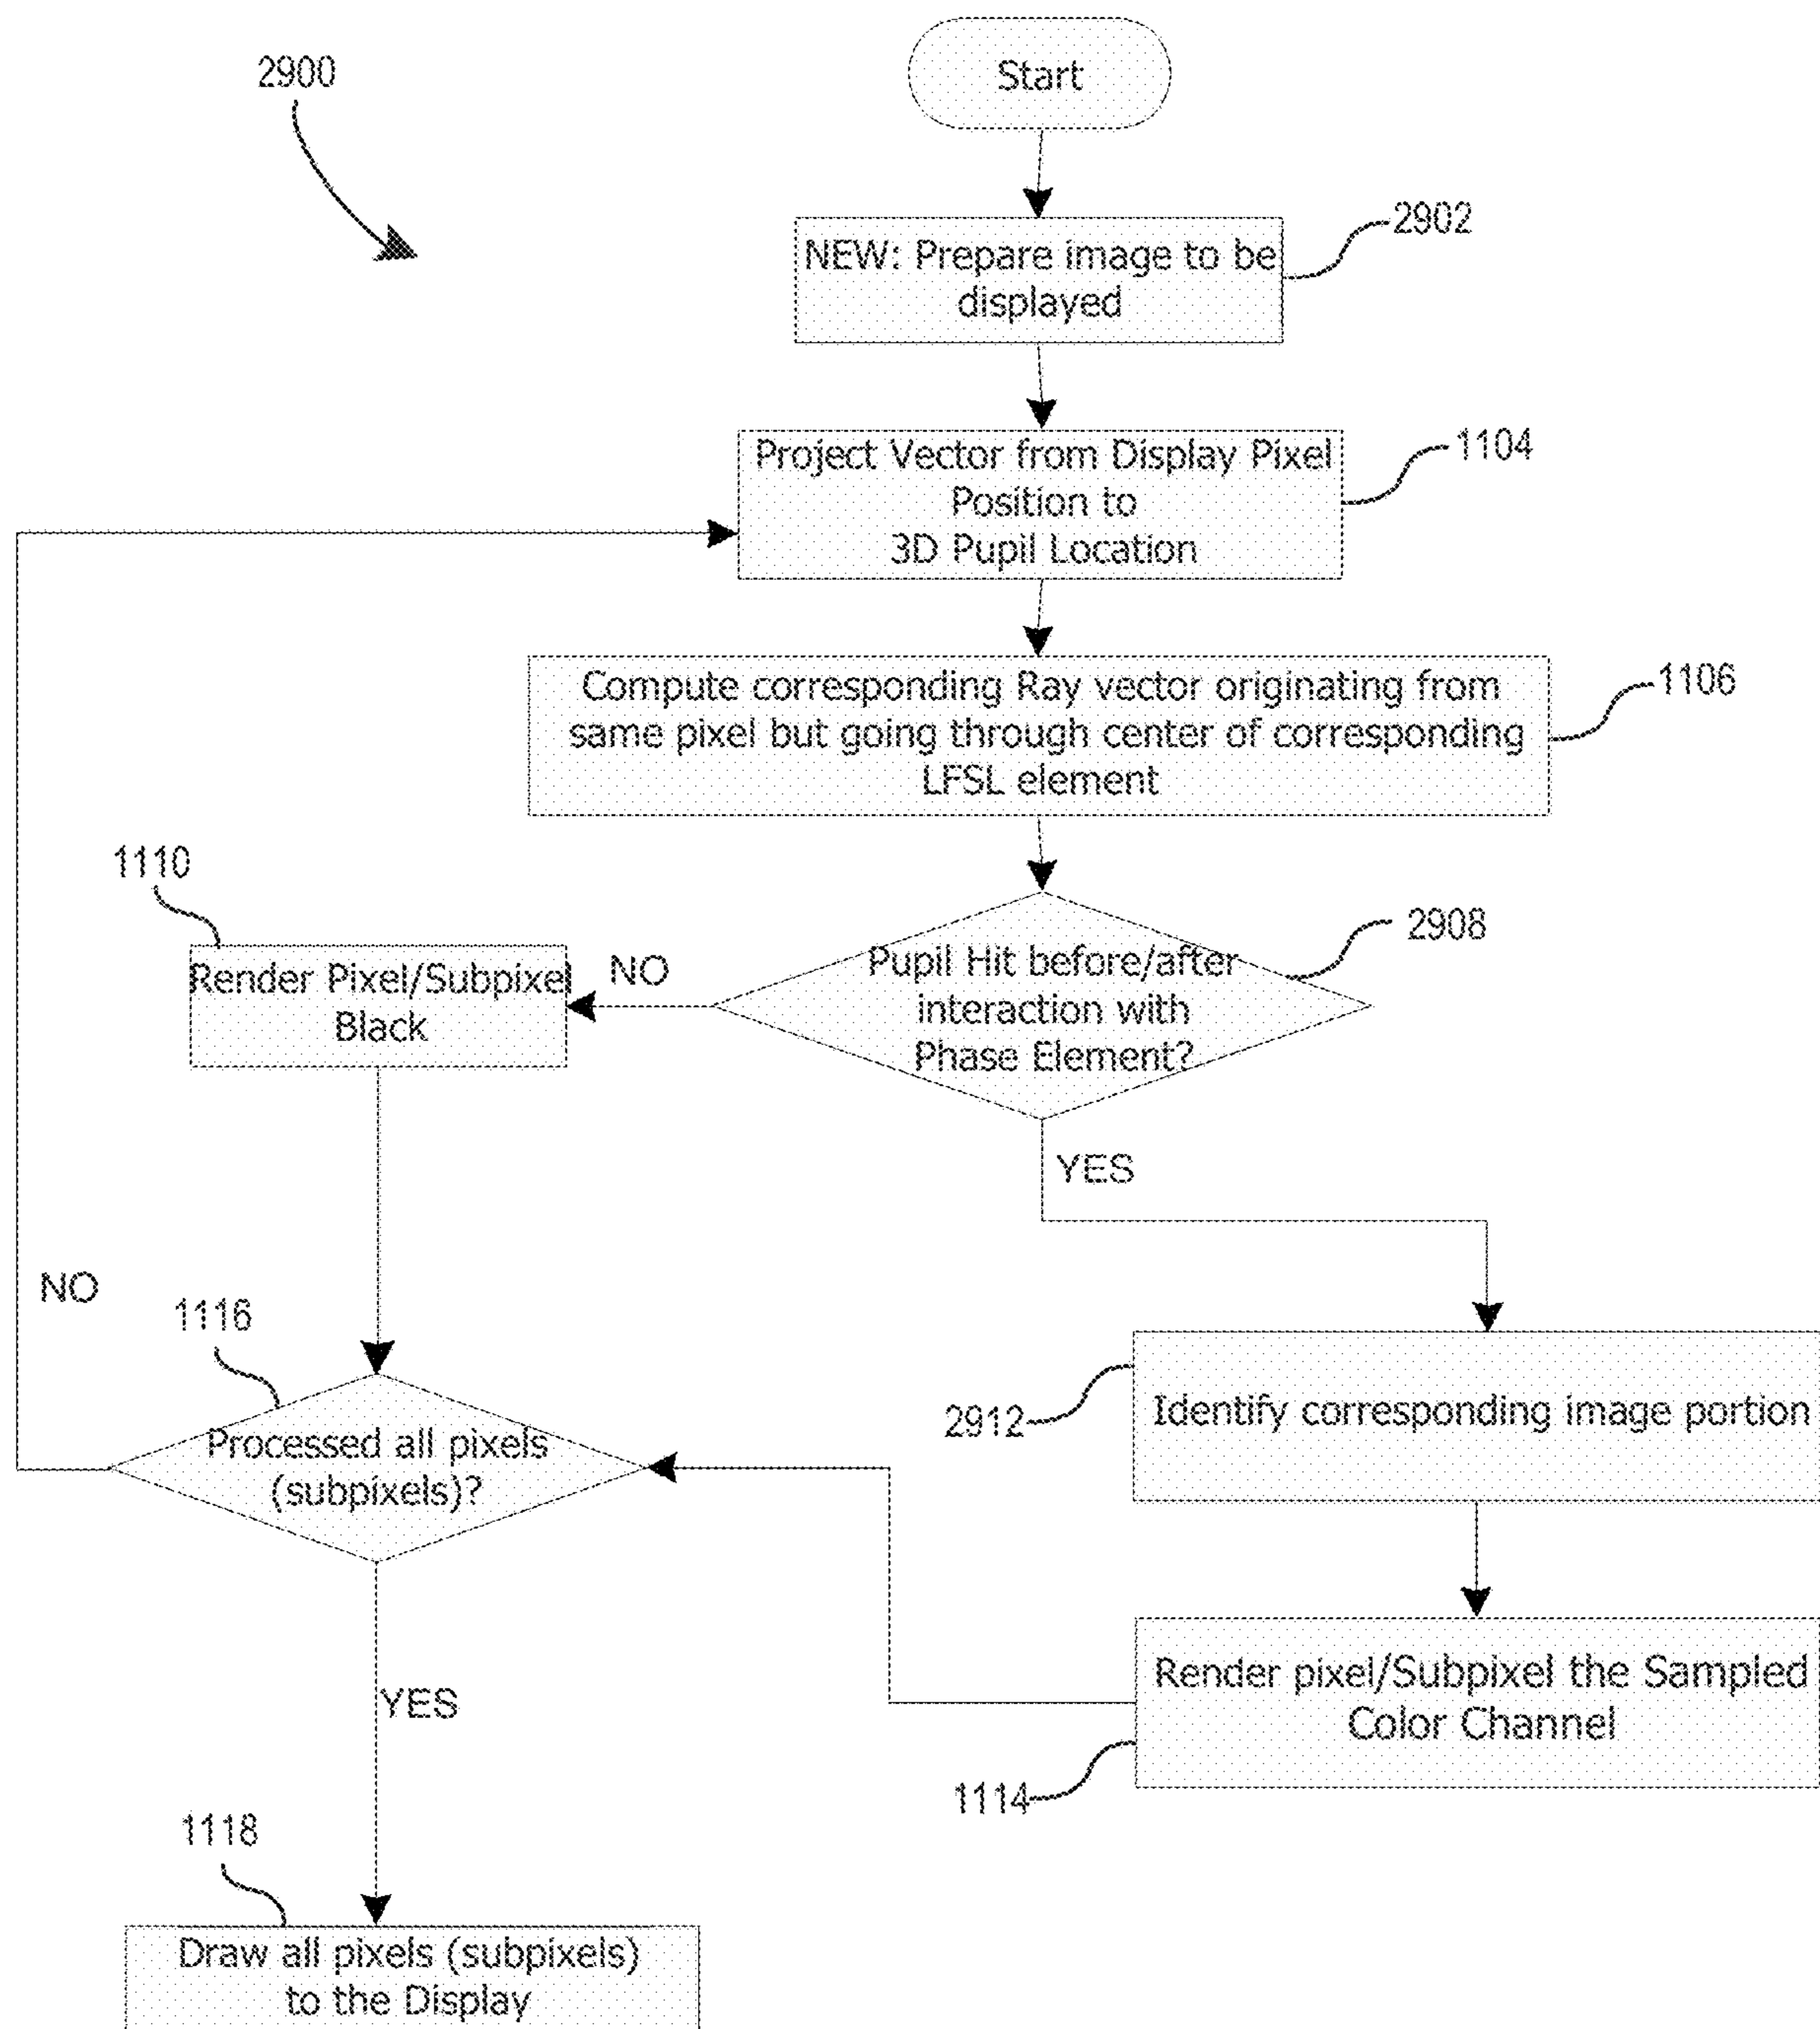 2900
Start
NEW: Prepare image to be
displayed
2902
Project Vector from Display Pixel
Position to
3D Pupil Location
1104
Compute corresponding Ray vector originating from
same pixel but going through center of corresponding
LFSL element
1106
1110
Render Pixel/Subpixel
Black
NO
Pupil Hit before/after
interaction with
Phase Element?
2908
YES
NO
1116
Processed all pixels
(subpixels)?
2912
Identify corresponding image portion
YES
Render pixel/Subpixel the Sampled
Color Channel
1114
1118
Draw all pixels (subpixels)
to the Display